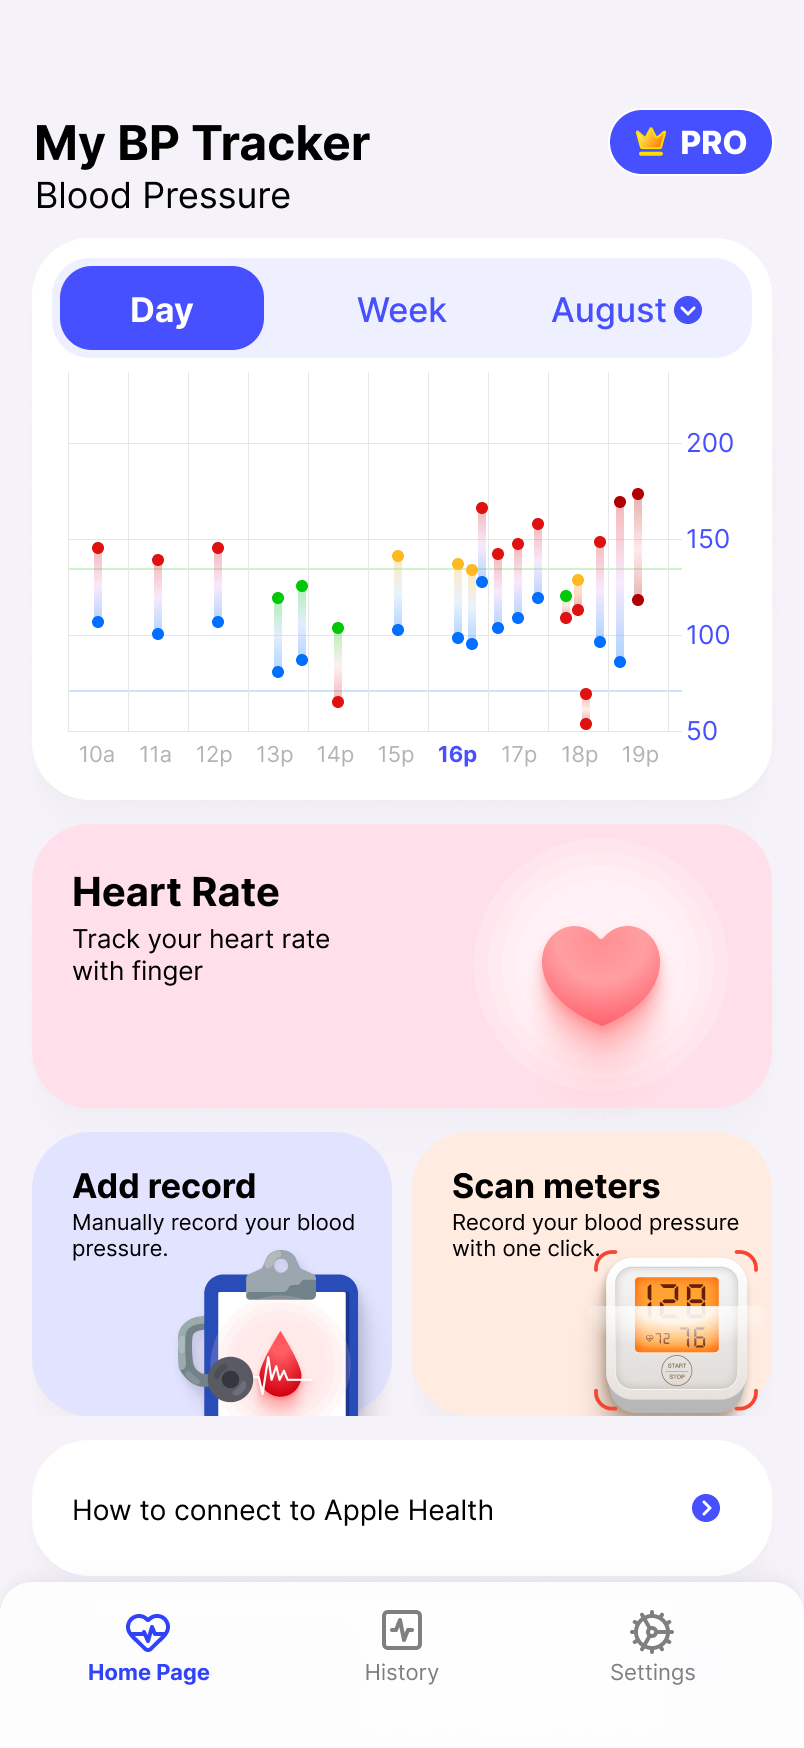 My BP Tracker
PRO
Blood Pressure
Day Week August
200
150
100
50
10a 11a 12p 13p 14p 15p 16p 17p 18p 19p
Heart Rate
Track your heart rate
with finger
Add record
Manually record your blood
pressure.
Scan meters
Record your blood pressure
with one click.
128
72 76
START
STOP
How to connect to Apple Health
Home Page History Settings